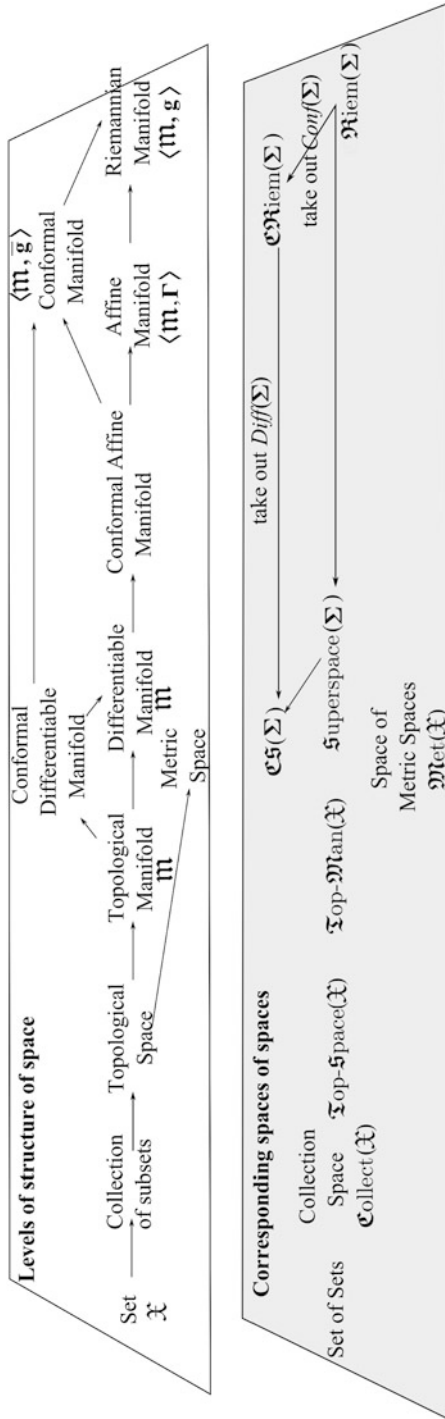 Levels of structure of space
Set
𝔛
Collection
of subsets
Topological
Space
Topological
Manifold
𝔪
Conformal
Differentiable
Manifold
Differentiable
Manifold
𝔪
Metric
Space
Conformal Affine
Manifold
⟨𝔪, g̅⟩
Conformal
Manifold
Affine
Manifold
⟨𝔪, Γ⟩
Riemannian
Manifold
⟨𝔪, g⟩
Corresponding spaces of spaces
Set of Sets
Collection
Space
ℭollect(𝔛)
𝔗op-𝔖pace(𝔛)
𝔗op-𝔐an(𝔛)
Space of
Metric Spaces
𝔐et(𝔛)
ℭ𝔖(Σ)
𝔖uperspace(Σ)
take out Diff(Σ)
ℭℜiem(Σ)
take out Conf(Σ)
ℜiem(Σ)